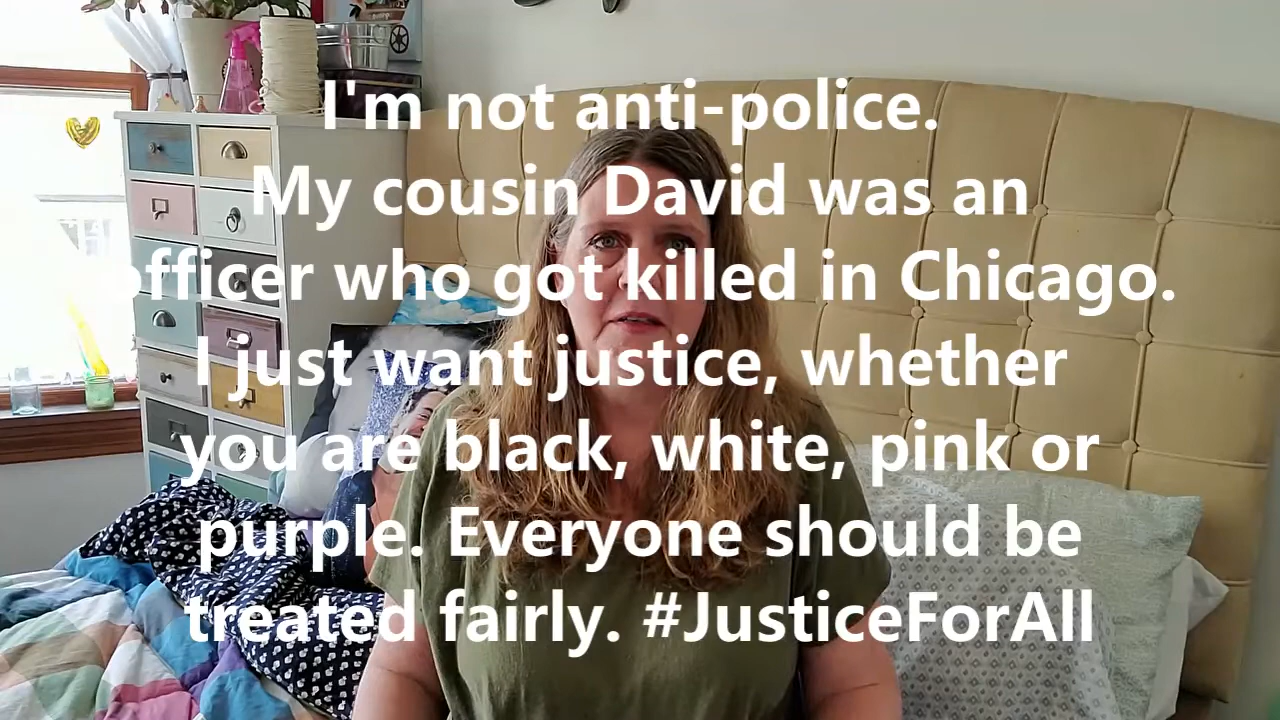 I'm not anti-police.
My cousin David was an
officer who got killed in Chicago.
I just want justice, whether
you are black, white, pink or
purple. Everyone should be
treated fairly. #JusticeForAll